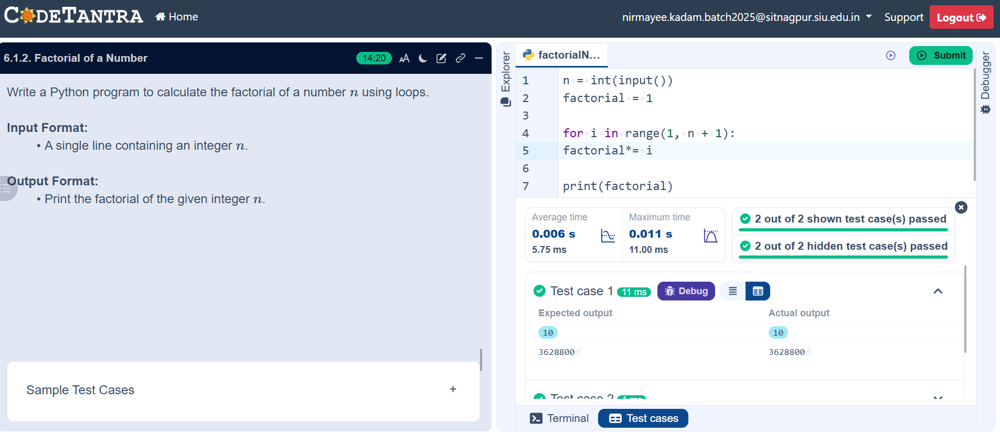 CODETANTRA
Home
nirmayee.kadam.batch2025@sitnagpur.siu.edu.in
Support
Logout
6.1.2. Factorial of a Number
14:20
AA
Write a Python program to calculate the factorial of a number n using loops.
Input Format:
• A single line containing an integer n.
Output Format:
• Print the factorial of the given integer n.
Sample Test Cases
+
Explorer
factorialN...
Submit
Debugger
1 n = int(input())
2 factorial = 1
3
4 for i in range(1, n + 1):
5 factorial*= i
6
7 print(factorial)
Average time
0.006 s
5.75 ms
Maximum time
0.011 s
11.00 ms
2 out of 2 shown test case(s) passed
2 out of 2 hidden test case(s) passed
Test case 1 11 ms Debug
Expected output Actual output
10 10
3628800 3628800
Test case 2 4 ms
Terminal
Test cases